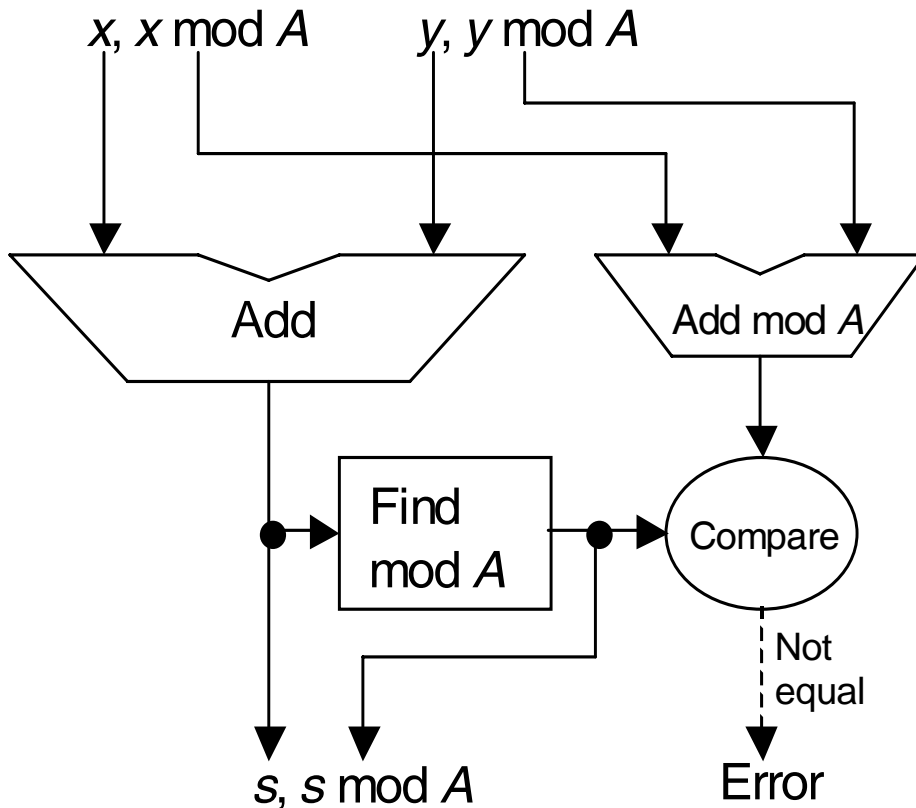 x, x mod A
y, y mod A
Add
Add mod A
Find
mod A
Compare
Not
equal
s, s mod A
Error